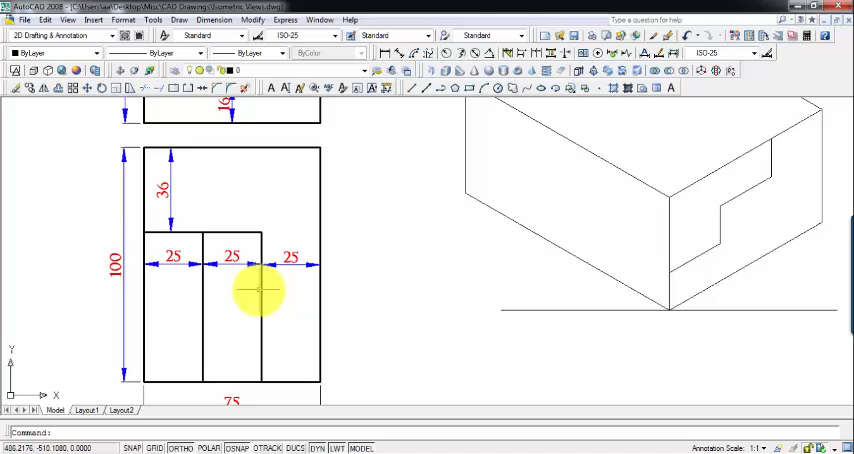 AutoCAD 2008 - [C:\Users\aa\Desktop\Misc\CAD Drawings\Isometric Views.dwg]
File Edit View Insert Format Tools Draw Dimension Modify Express Window Help
Type a question for help
2D Drafting & Annotation Standard ISO-25 Standard Standard
ByLayer ByLayer ByLayer ByColor ISO-25
0
16
36
25 25 25
100
75
Y
X
Model Layout1 Layout2
Command:
486.2176, -510.1080, 0.0000 SNAP GRID ORTHO POLAR OSNAP OTRACK DUCS DYN LWT MODEL Annotation Scale: 1:1